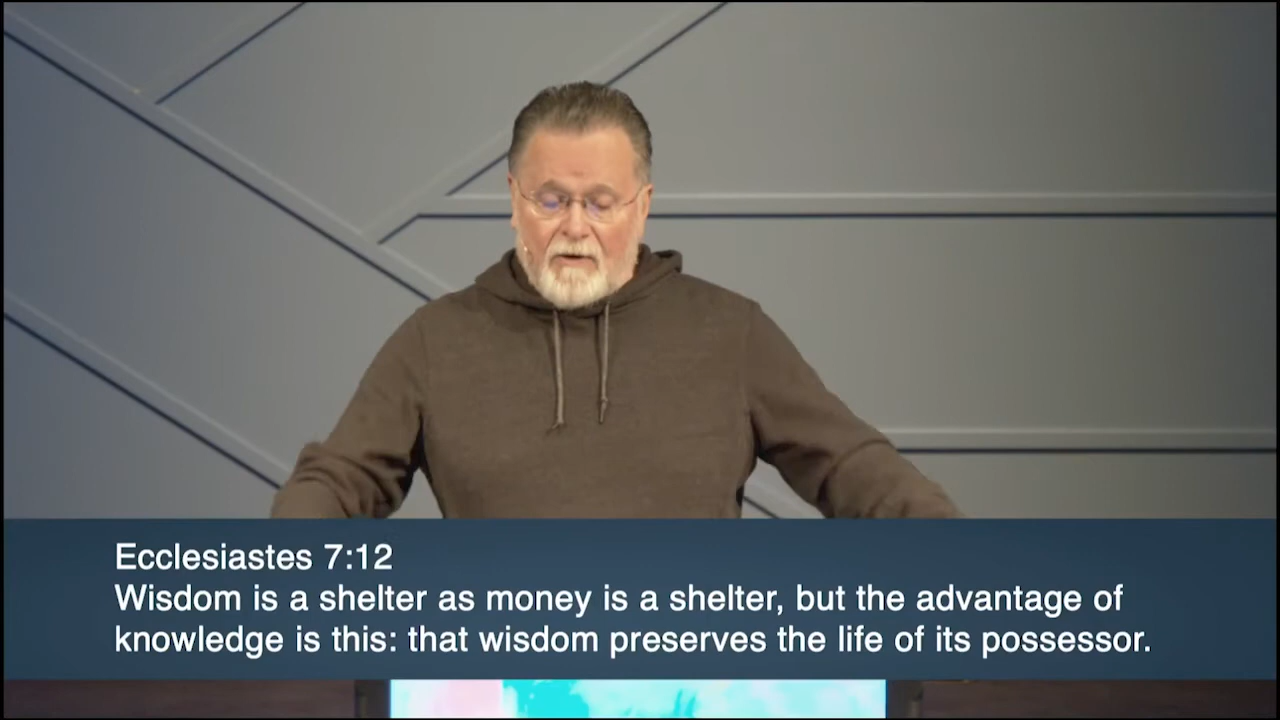 Ecclesiastes 7:12
Wisdom is a shelter as money is a shelter, but the advantage of
knowledge is this: that wisdom preserves the life of its possessor.